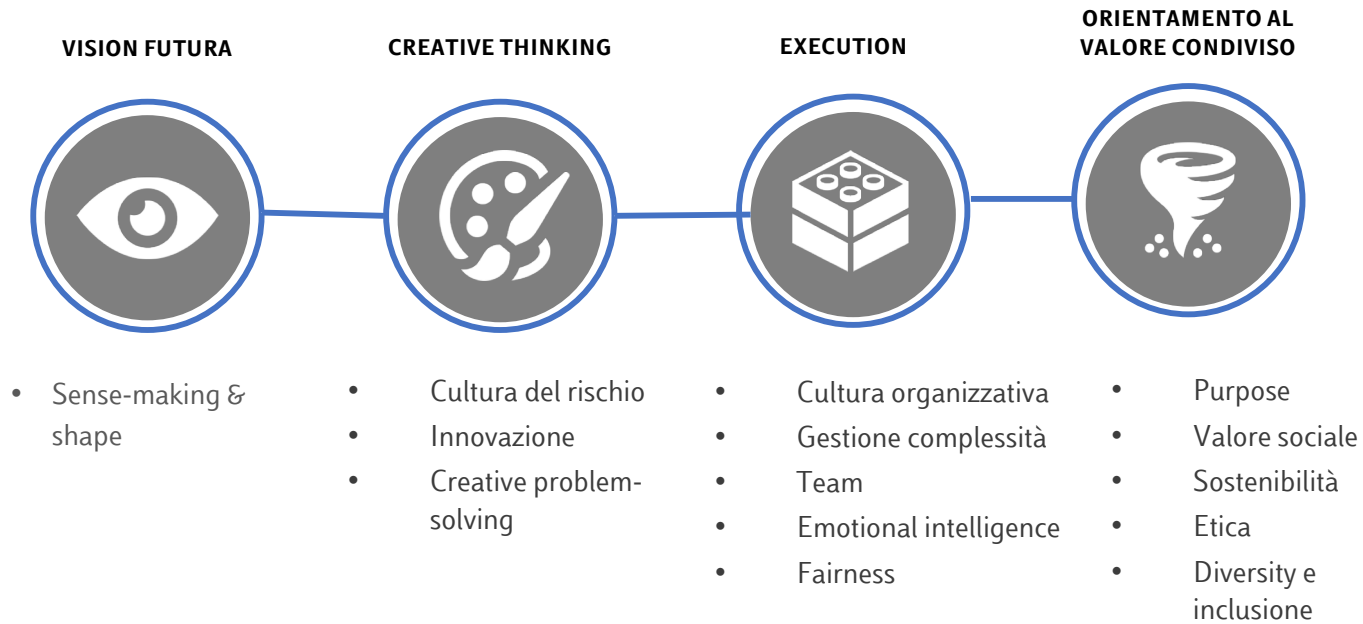 VISION FUTURA
CREATIVE THINKING
EXECUTION
ORIENTAMENTO AL
VALORE CONDIVISO
• Sense-making &
shape
• Cultura del rischio
• Innovazione
• Creative problem-
solving
• Cultura organizzativa
• Gestione complessità
• Team
• Emotional intelligence
• Fairness
• Purpose
• Valore sociale
• Sostenibilità
• Etica
• Diversity e
inclusione